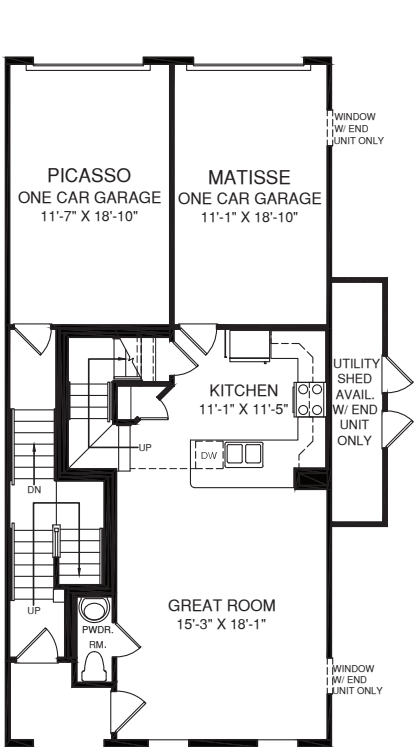 WINDOW
W/ END
UNIT ONLY
PICASSO
ONE CAR GARAGE
11'-7" X 18'-10"
MATISSE
ONE CAR GARAGE
11'-1" X 18'-10"
UTILITY
SHED
AVAIL.
W/ END
UNIT
ONLY
KITCHEN
11'-1" X 11'-5"
UP
DW
DN
UP
GREAT ROOM
15'-3" X 18'-1"
PWDR.
RM.
WINDOW
W/ END
UNIT ONLY